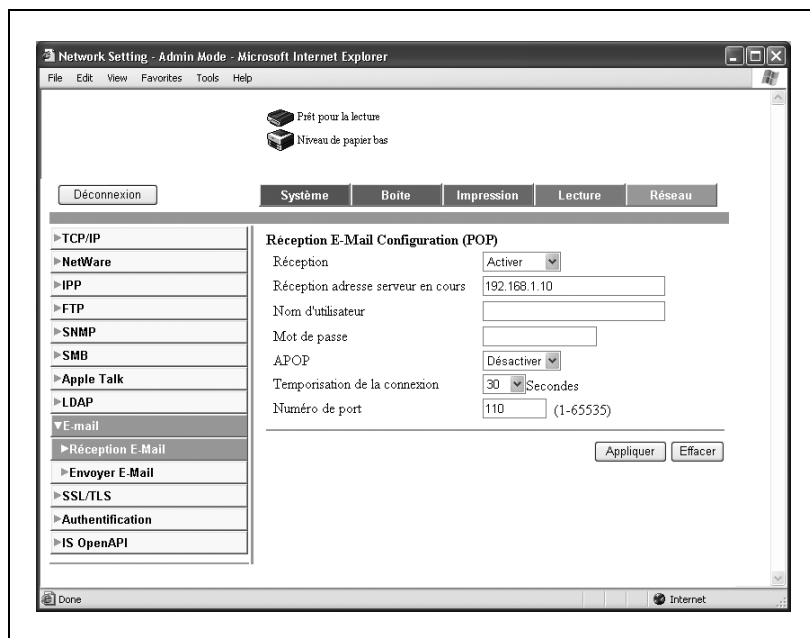 Network Setting - Admin Mode - Microsoft Internet Explorer
File Edit View Favorites Tools Help
Prêt pour la lecture
Niveau de papier bas
Déconnexion
Système Boîte Impression Lecture Réseau
TCP/IP
NetWare
IPP
FTP
SNMP
SMB
Apple Talk
LDAP
E-mail
Réception E-Mail
Envoyer E-Mail
SSL/TLS
Authentification
IS OpenAPI
Réception E-Mail Configuration (POP)
Réception Activer
Réception adresse serveur en cours 192.168.1.10
Nom d'utilisateur
Mot de passe
APOP Désactiver
Temporisation de la connexion 30 Secondes
Numéro de port 110 (1-65535)
Appliquer Effacer
Done Internet